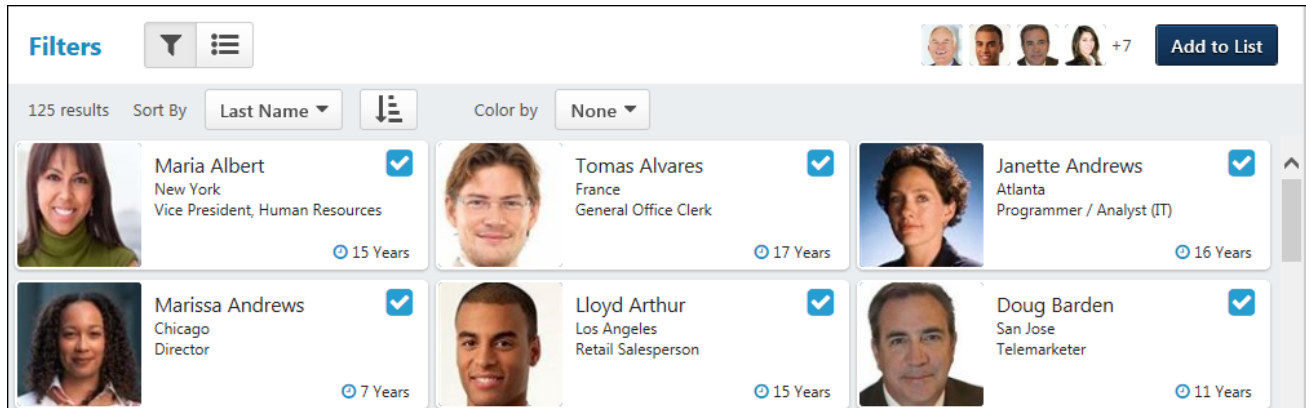 Filters
+7
Add to List
125 results
Sort By
Last Name
Color by
None
Maria Albert
New York
Vice President, Human Resources
15 Years
Tomas Alvares
France
General Office Clerk
17 Years
Janette Andrews
Atlanta
Programmer / Analyst (IT)
16 Years
Marissa Andrews
Chicago
Director
7 Years
Lloyd Arthur
Los Angeles
Retail Salesperson
15 Years
Doug Barden
San Jose
Telemarketer
11 Years